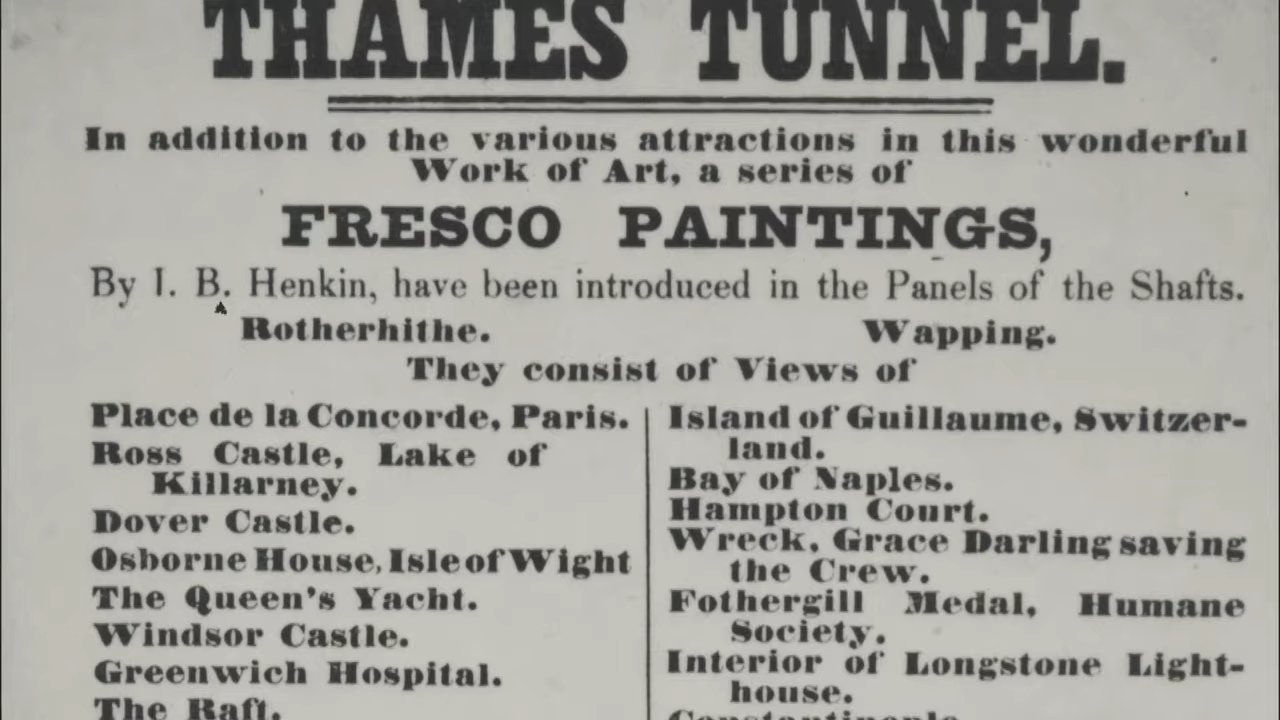 THAMES TUNNEL.
In addition to the various attractions in this wonderful
Work of Art, a series of
FRESCO PAINTINGS,
By I. B. Henkin, have been introduced in the Panels of the Shafts.
Rotherhithe. Wapping.
They consist of Views of
Place de la Concorde, Paris.
Ross Castle, Lake of
Killarney.
Dover Castle.
Osborne House, Isle of Wight
The Queen's Yacht.
Windsor Castle.
Greenwich Hospital.
The Raft.
Island of Guillaume, Switzer-
land.
Bay of Naples.
Hampton Court.
Wreck, Grace Darling saving
the Crew.
Fothergill Medal, Humane
Society.
Interior of Longstone Light-
house.
Constantinople.